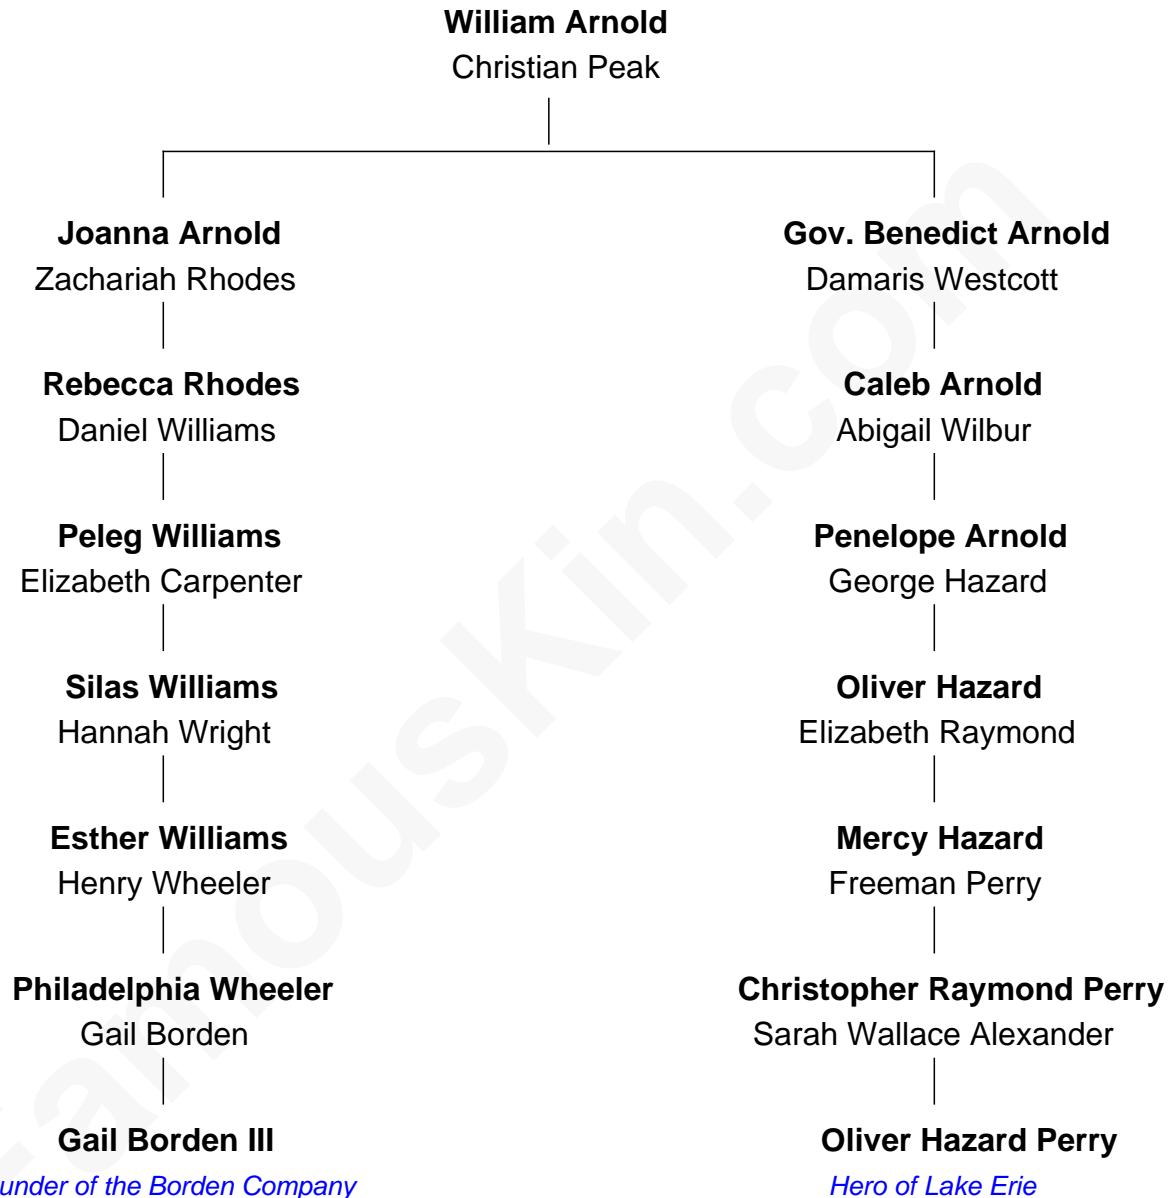 William Arnold
Christian Peak
Joanna Arnold
Zachariah Rhodes
Gov. Benedict Arnold
Damaris Westcott
Rebecca Rhodes
Daniel Williams
Caleb Arnold
Abigail Wilbur
Peleg Williams
Elizabeth Carpenter
Penelope Arnold
George Hazard
Silas Williams
Hannah Wright
Oliver Hazard
Elizabeth Raymond
Esther Williams
Henry Wheeler
Mercy Hazard
Freeman Perry
Philadelphia Wheeler
Gail Borden
Christopher Raymond Perry
Sarah Wallace Alexander
Gail Borden III
under of the Borden Company
Oliver Hazard Perry
Hero of Lake Erie
FamousKin.com